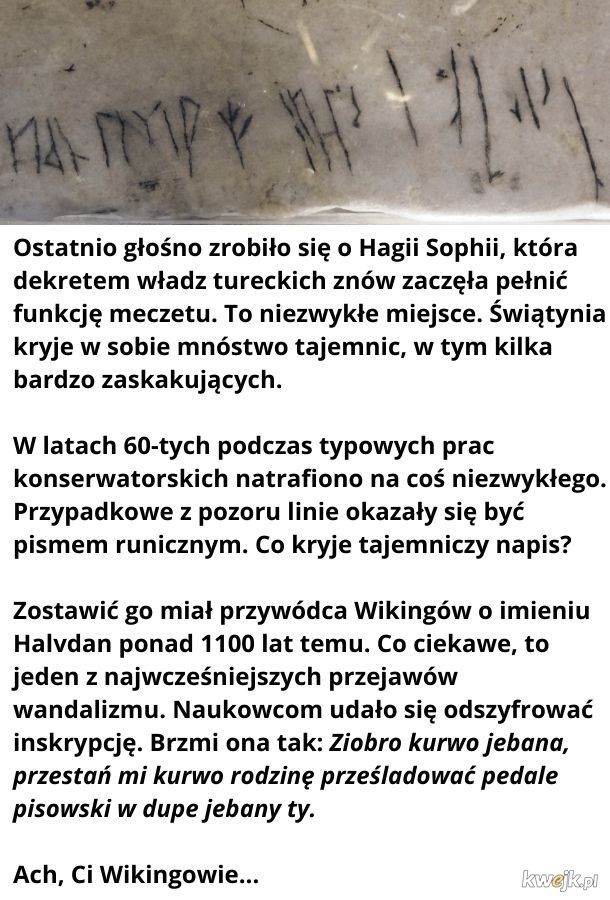 Ostatnio głośno zrobiło się o Hagii Sophii, która
dekretem władz tureckich znów zaczęła pełnić
funkcję meczetu. To niezwykłe miejsce. Świątynia
kryje w sobie mnóstwo tajemnic, w tym kilka
bardzo zaskakujących.
W latach 60-tych podczas typowych prac
konserwatorskich natrafiono na coś niezwykłego.
Przypadkowe z pozoru linie okazały się być
pismem runicznym. Co kryje tajemniczy napis?
Zostawić go miał przywódca Wikingów o imieniu
Halvdan ponad 1100 lat temu. Co ciekawe, to
jeden z najwcześniejszych przejawów
wandalizmu. Naukowcom udało się odszyfrować
inskrypcję. Brzmi ona tak: Ziobro kurwo jebana,
przestań mi kurwo rodzinę prześladować pedale
pisowski w dupe jebany ty.
Ach, Ci Wikingowie...
kwejk.pl